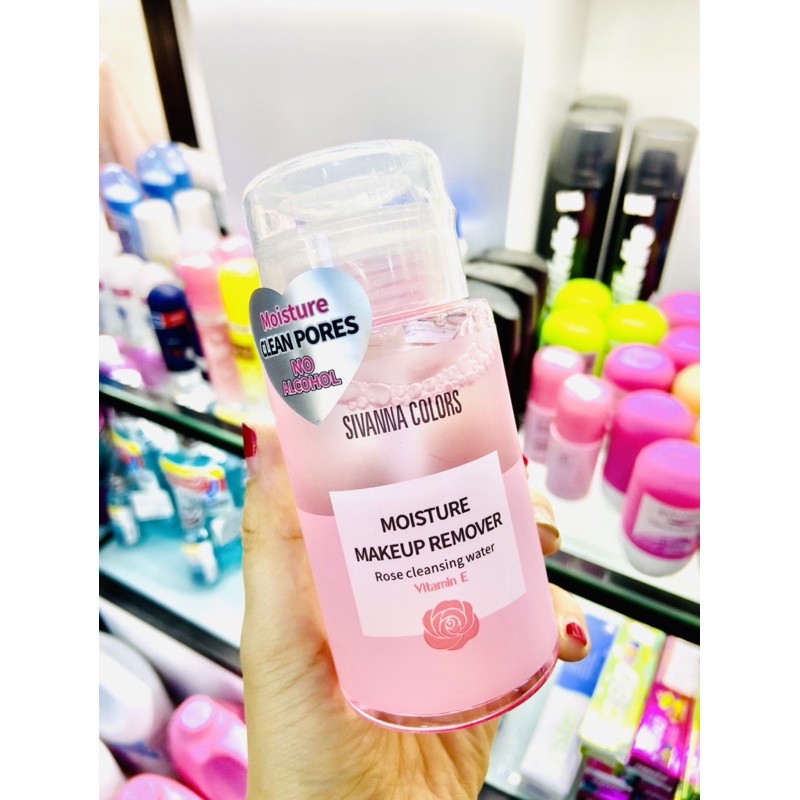 Moisture
CLEAN PORES
NO
ALCOHOL
SIVANNA COLORS
MOISTURE
MAKEUP REMOVER
Rose cleansing water
Vitamin E